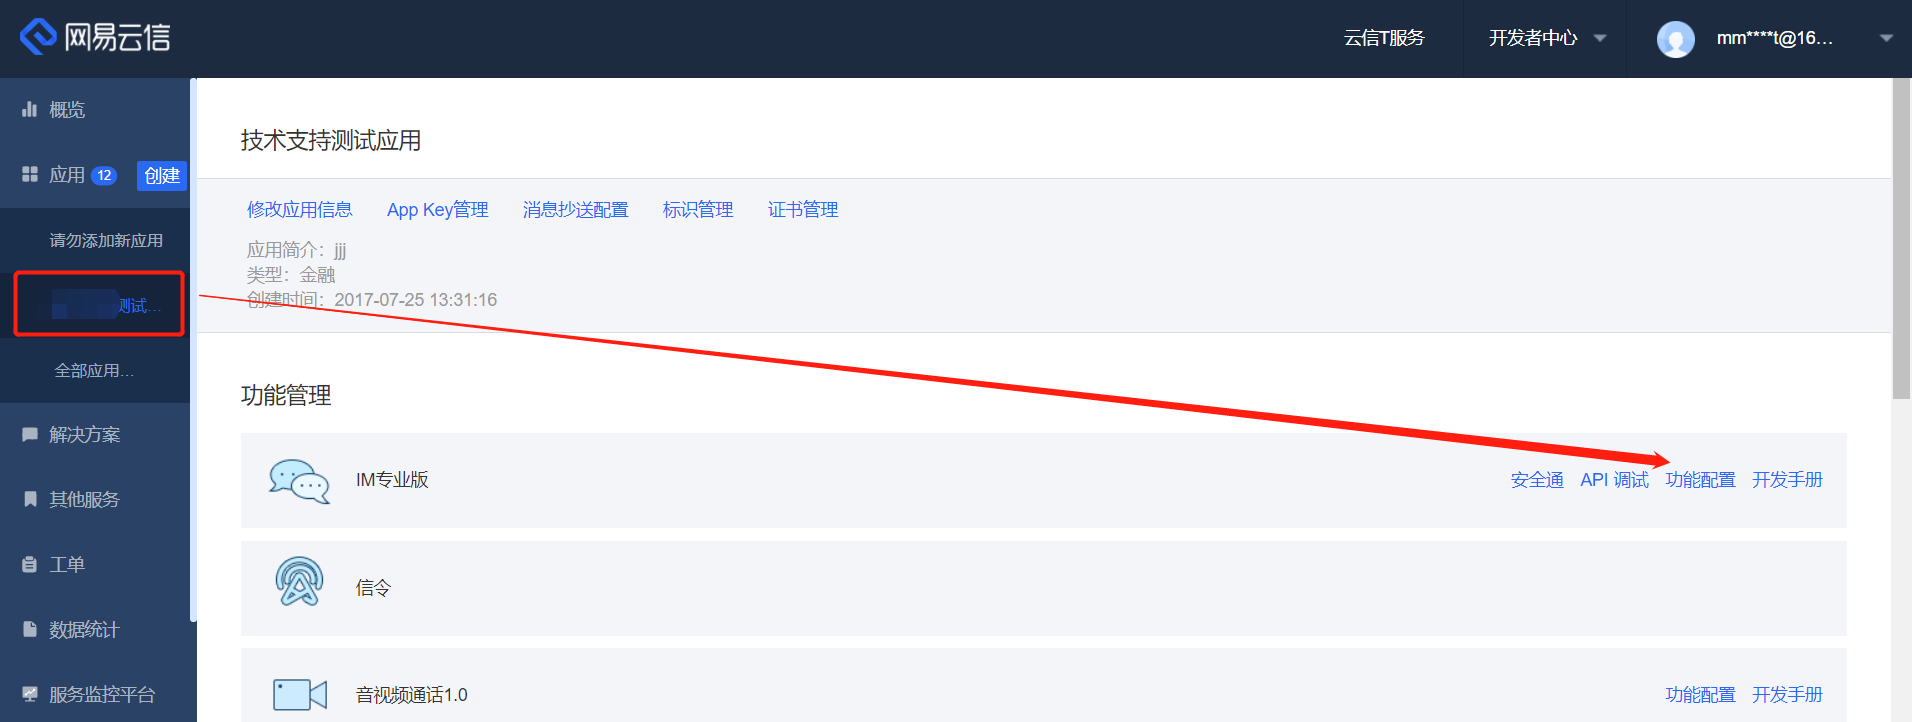 网易云信
云信T服务
开发者中心
mm****t@16...
概览
应用 12 创建
请勿添加新应用
测试...
全部应用...
解决方案
其他服务
工单
数据统计
服务监控平台
技术支持测试应用
修改应用信息 App Key管理 消息抄送配置 标识管理 证书管理
应用简介：jjj
类型：金融
创建时间：2017-07-25 13:31:16
功能管理
IM专业版
安全通 API 调试 功能配置 开发手册
信令
音视频通话1.0
功能配置 开发手册